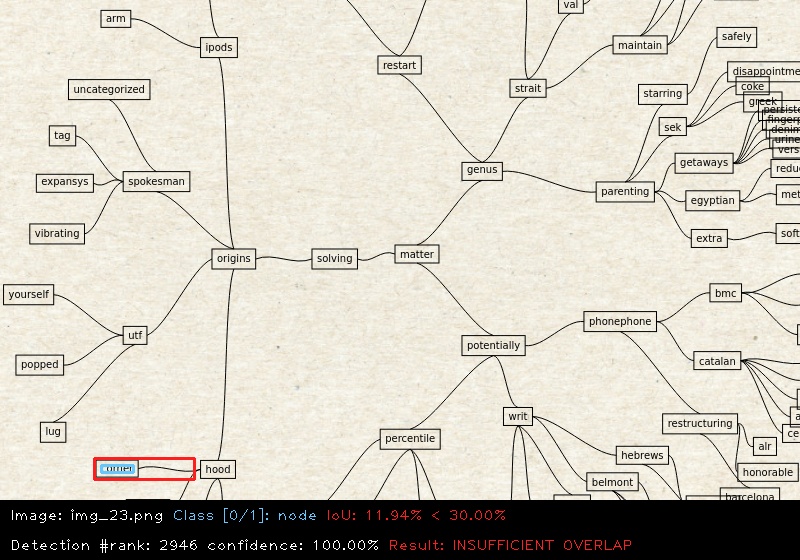 val
arm
safely
ipods
maintain
restart
disappointme
uncategorized
strait
coke
starring
greek
tag
sek
getaways
genus
reduc
expansys
spokesman
parenting
met
egyptian
vibrating
extra
soft
origins
solving
matter
yourself
bmc
phonephone
utf
potentially
popped
catalan
writ
restructuring
lug
percentile
alr
hebrews
hood
honorable
belmont
Image: img_23.png Class [0/1]: node IoU: 11.94% < 30.00%
Detection #rank: 2946 confidence: 100.00% Result: INSUFFICIENT OVERLAP